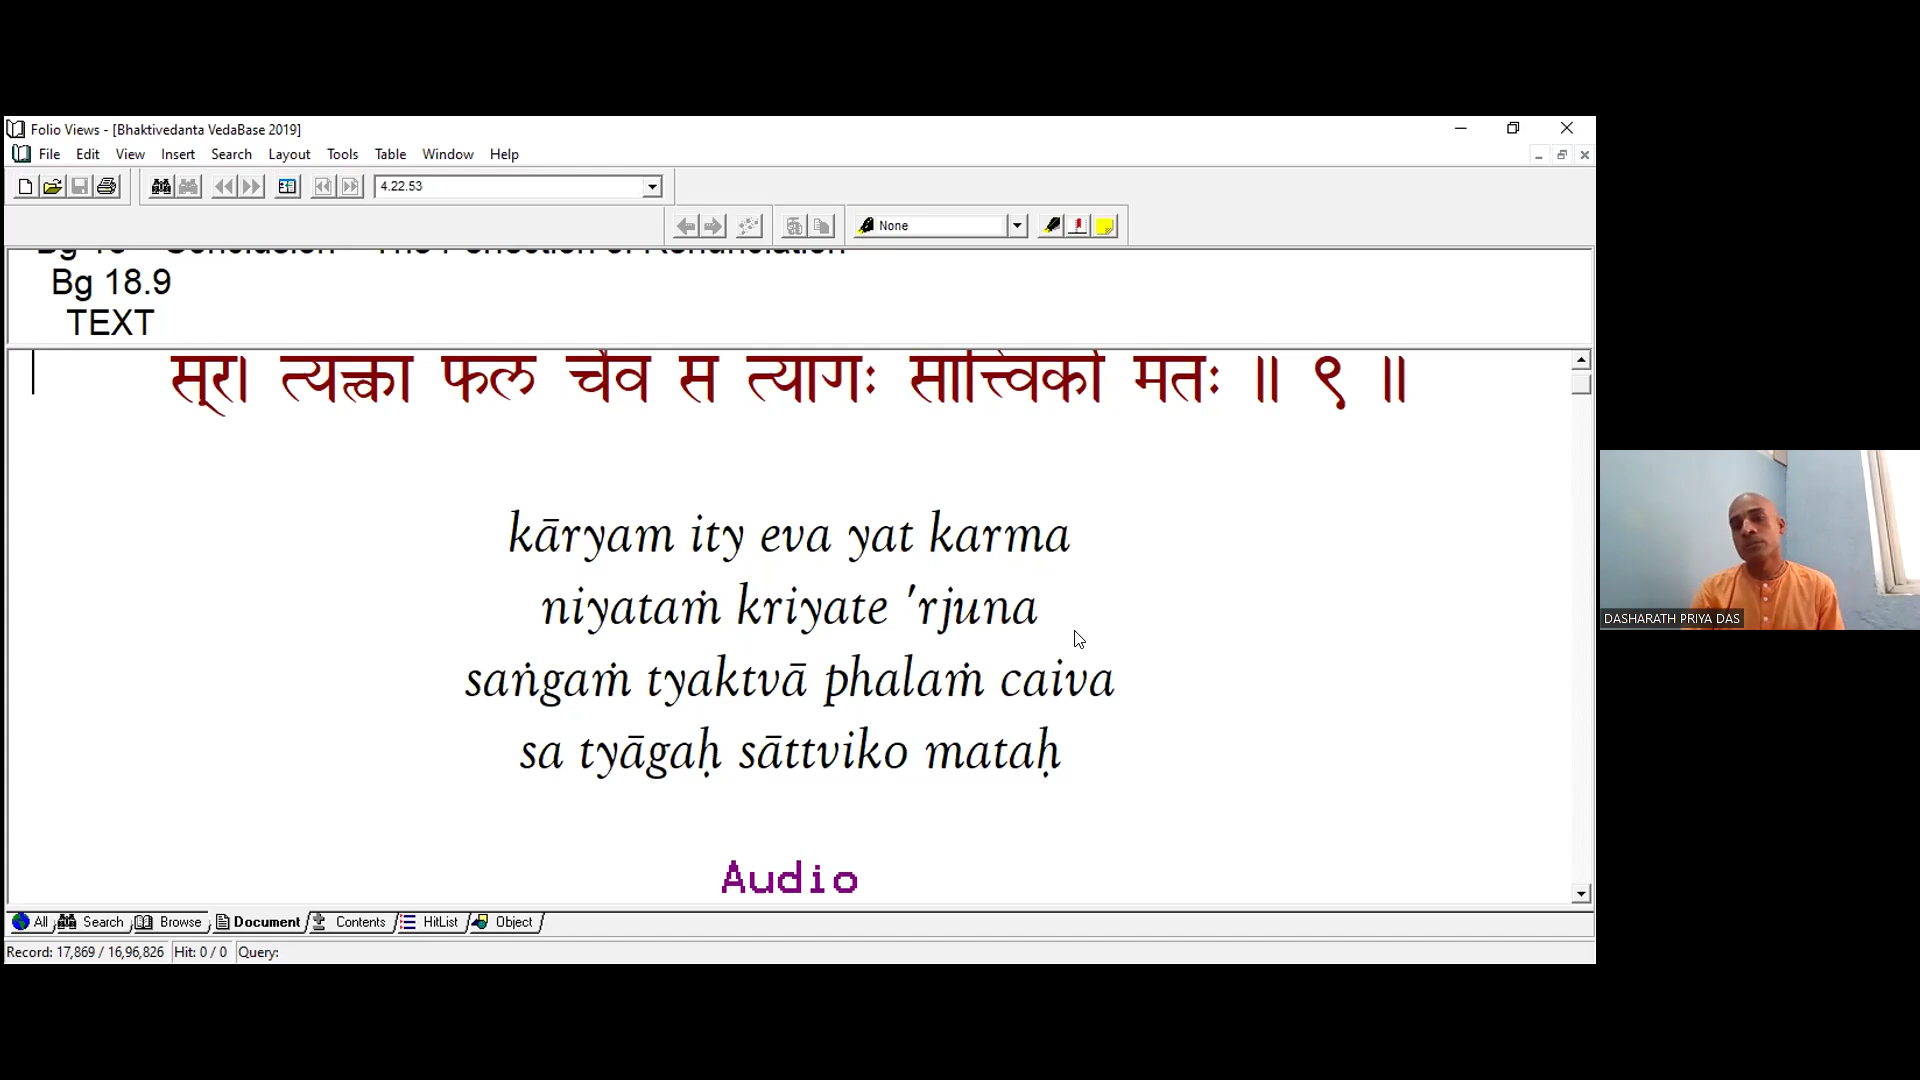 Folio Views - [Bhaktivedanta VedaBase 2019]
File Edit View Insert Search Layout Tools Table Window Help
4.22.53
None
Bg 18.9
TEXT
त्यक्त्वा फलं चैव स त्यागः सात्त्विको मतः ॥ ९ ॥
kāryam ity eva yat karma
niyataṁ kriyate 'rjuna
saṅgaṁ tyaktvā phalaṁ caiva
sa tyāgaḥ sāttviko mataḥ
Audio
DASHARATH PRIYA DAS
All Search Browse Document Contents HitList Object
Record: 17,869 / 16,96,826 Hit: 0 / 0 Query: